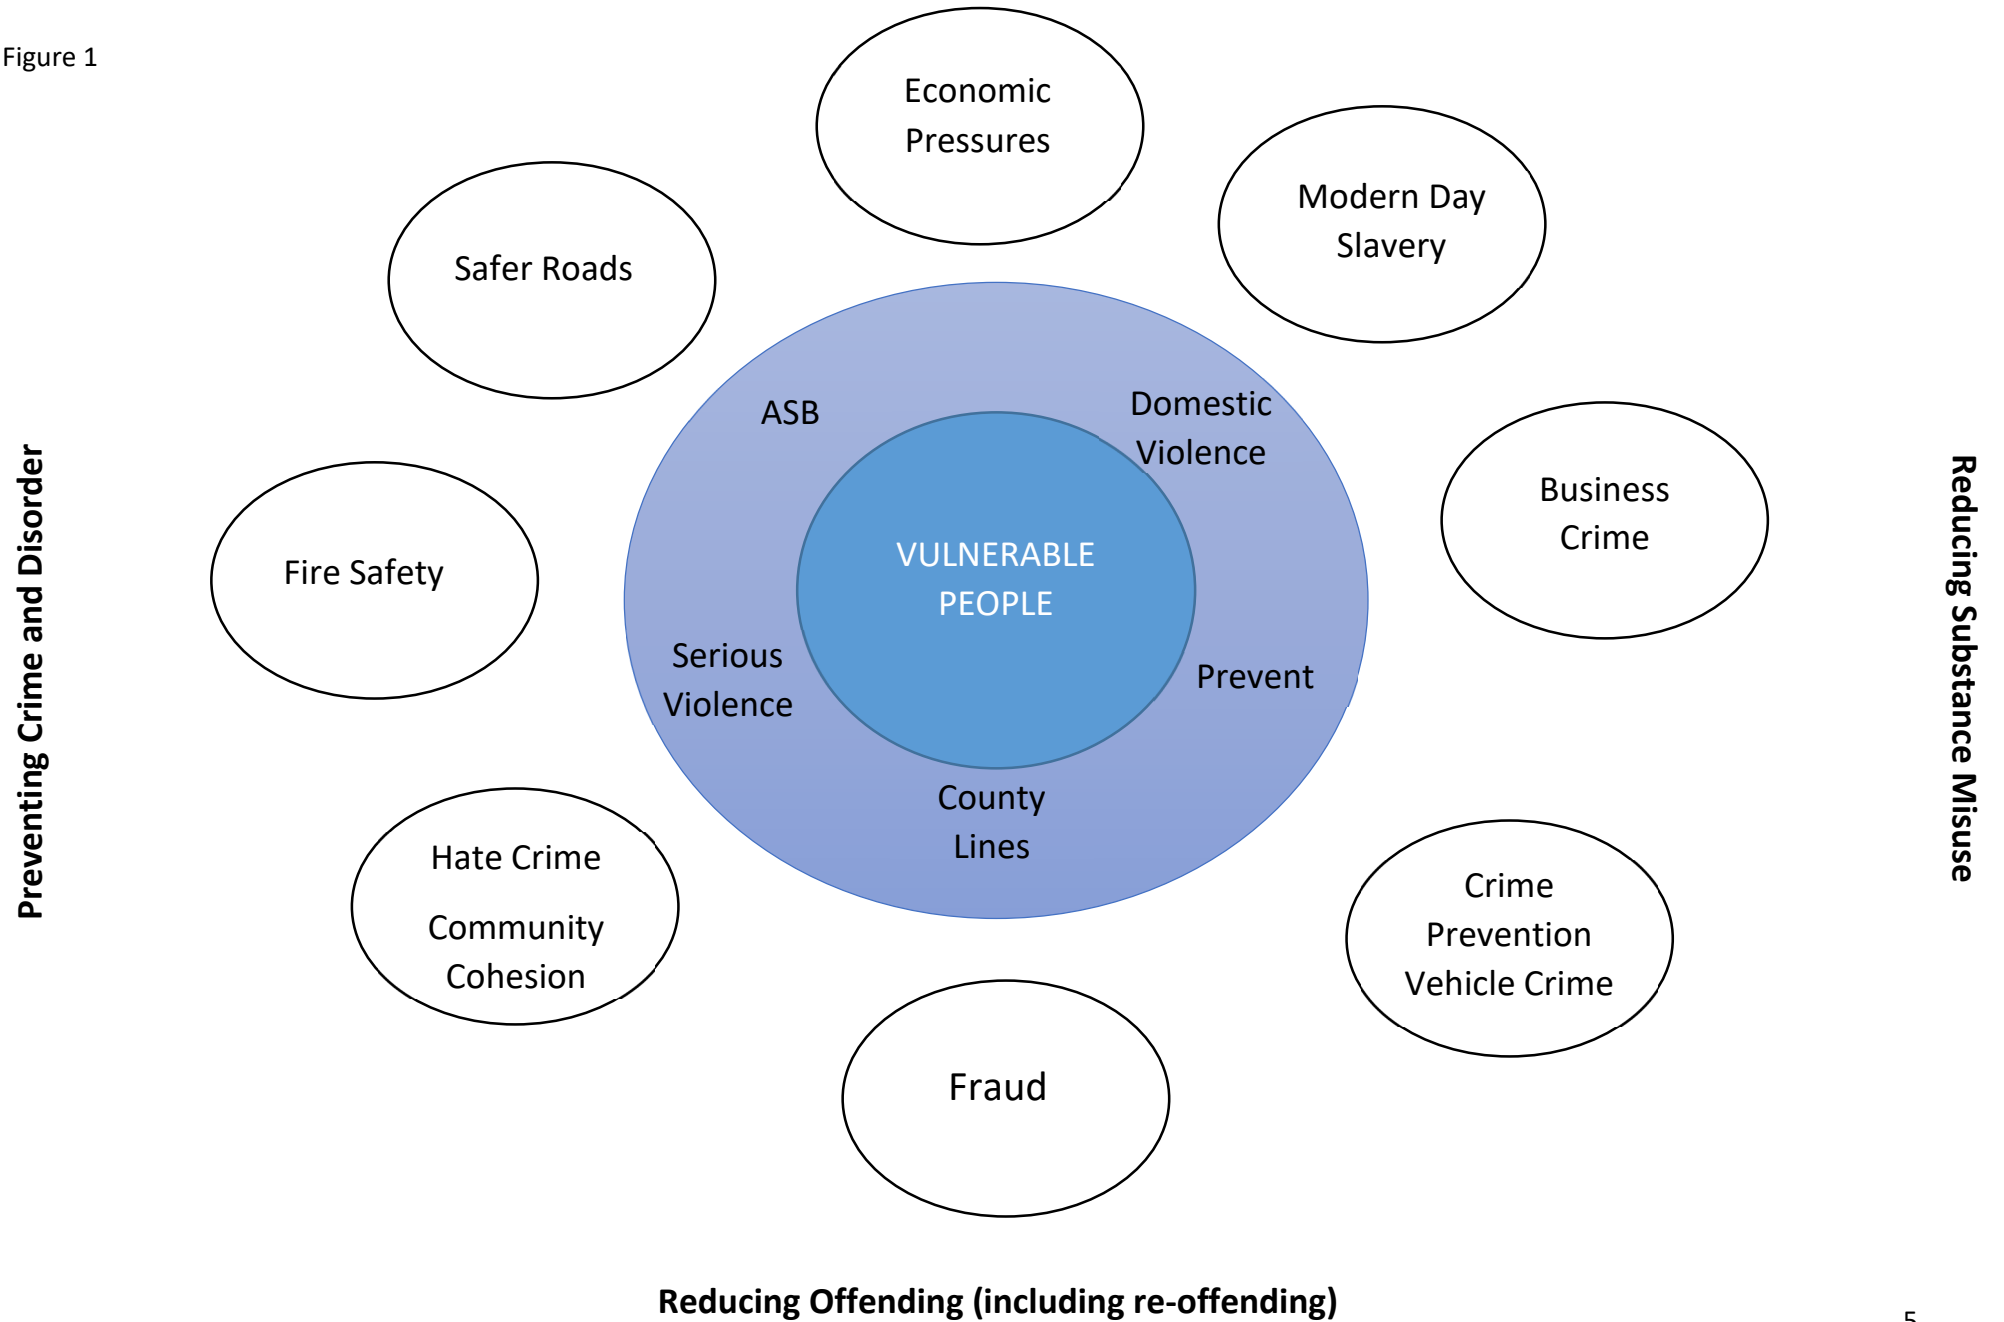 Figure 1
Economic
Pressures
Modern Day
Slavery
Safer Roads
ASB
Domestic
Violence
Business
Crime
Fire Safety
VULNERABLE
PEOPLE
Serious
Violence
Prevent
County
Lines
Hate Crime
Community
Cohesion
Crime
Prevention
Vehicle Crime
Fraud
Preventing Crime and Disorder
Reducing Substance Misuse
Reducing Offending (including re-offending)
5